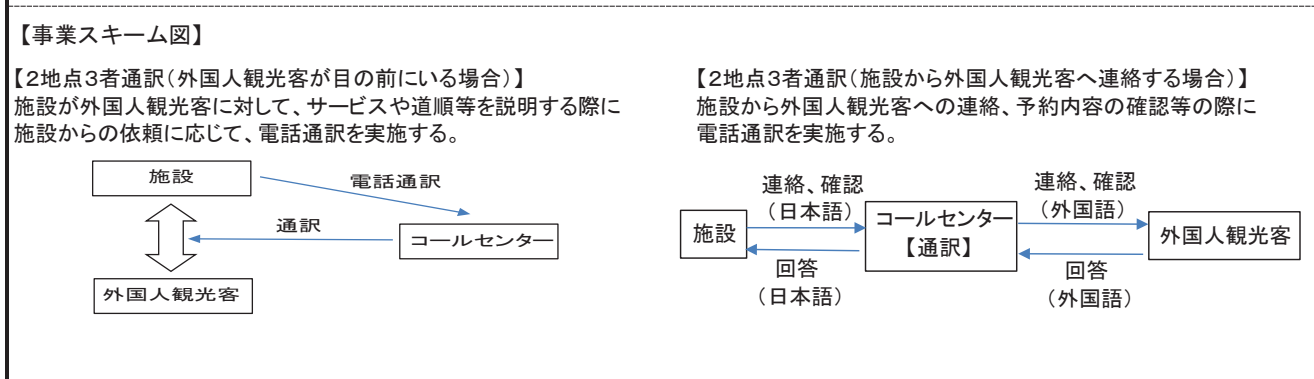 【事業スキーム図】
【2地点3者通訳(外国人観光客が目の前にいる場合)】
施設が外国人観光客に対して、サービスや道順等を説明する際に
施設からの依頼に応じて、電話通訳を実施する。
施設
電話通訳
通訳
コールセンター
外国人観光客
【2地点3者通訳(施設から外国人観光客へ連絡する場合)】
施設から外国人観光客への連絡、予約内容の確認等の際に
電話通訳を実施する。
連絡、確認
(日本語)
連絡、確認
(外国語)
施設
コールセンター
【通訳】
外国人観光客
回答
(日本語)
回答
(外国語)